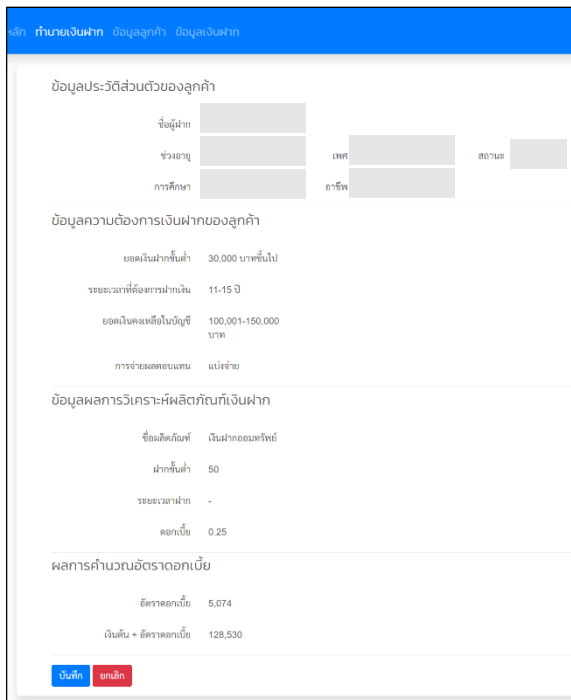 หลัก ทำนายเงินฝาก ข้อมูลลูกค้า ข้อมูลเงินฝาก
ข้อมูลประวัติส่วนตัวของลูกค้า
ชื่อผู้ฝาก
ช่วงอายุ เพศ สถานะ
การศึกษา อาชีพ
ข้อมูลความต้องการเงินฝากของลูกค้า
ยอดเงินฝากขั้นต่ำ 30,000 บาทขึ้นไป
ระยะเวลาที่ต้องการฝากเงิน 11-15 ปี
ยอดเงินคงเหลือในบัญชี 100,001-150,000
บาท
การจ่ายผลตอบแทน แบ่งจ่าย
ข้อมูลผลการวิเคราะห์ผลิตภัณฑ์เงินฝาก
ชื่อผลิตภัณฑ์ เงินฝากออมทรัพย์
ฝากขั้นต่ำ 50
ระยะเวลาฝาก -
ดอกเบี้ย 0.25
ผลการคำนวณอัตราดอกเบี้ย
อัตราดอกเบี้ย 5,074
เงินต้น + อัตราดอกเบี้ย 128,530
บันทึก ยกเลิก